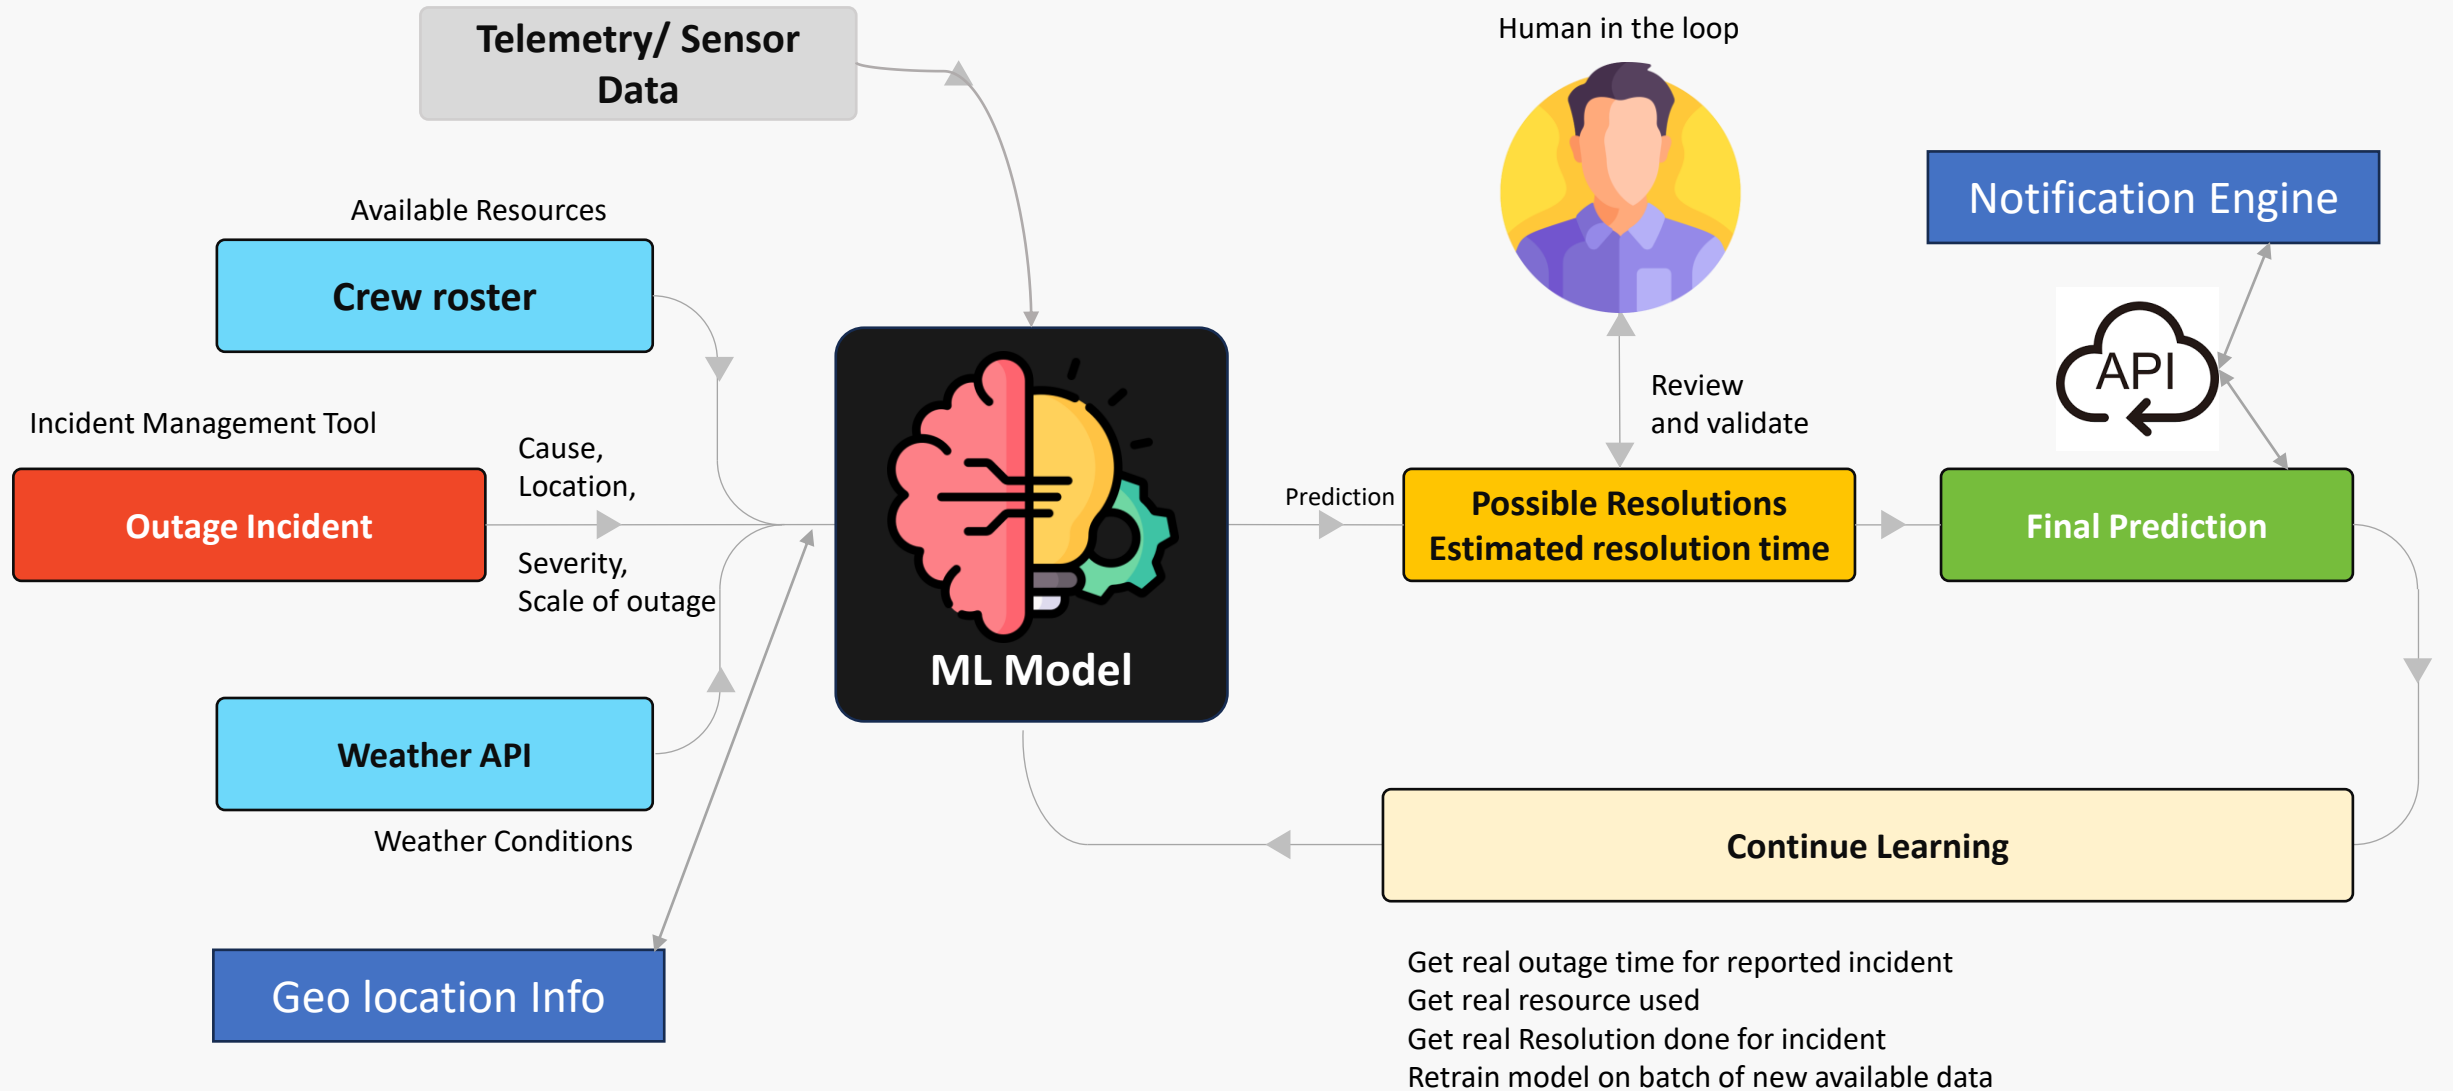 Telemetry/ Sensor
Data
Human in the loop
Notification Engine
Available Resources
Crew roster
API
Review
and validate
Incident Management Tool
Cause,
Location,
Outage Incident
Severity,
Scale of outage
ML Model
Prediction
Possible Resolutions
Estimated resolution time
Final Prediction
Weather API
Weather Conditions
Continue Learning
Geo location Info
Get real outage time for reported incident
Get real resource used
Get real Resolution done for incident
Retrain model on batch of new available data